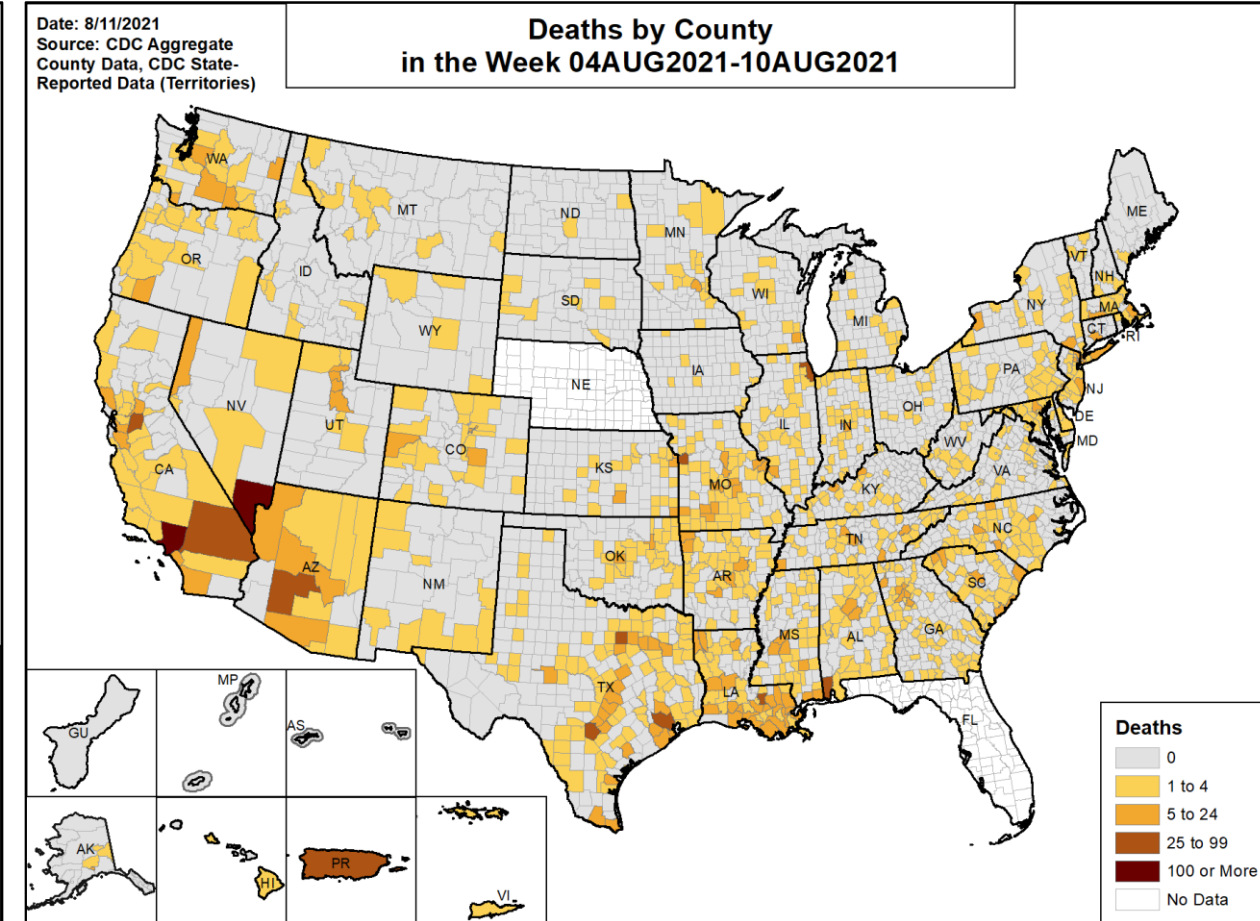 Date: 8/11/2021
Source: CDC Aggregate
County Data, CDC State-
Reported Data (Territories)
Deaths by County
in the Week 04AUG2021-10AUG2021
WA
MT
ND
MN
ME
OR
ID
SD
WI
MI
VT
NH
NY
MA
CT
RI
WY
NE
IA
PA
NJ
NV
UT
CO
IL
IN
OH
DE
MD
WV
VA
CA
KS
MO
KY
AZ
NM
OK
AR
TN
NC
SC
TX
LA
MS
AL
GA
FL
GU
MP
AS
AK
HI
PR
VI
Deaths
0
1 to 4
5 to 24
25 to 99
100 or More
No Data